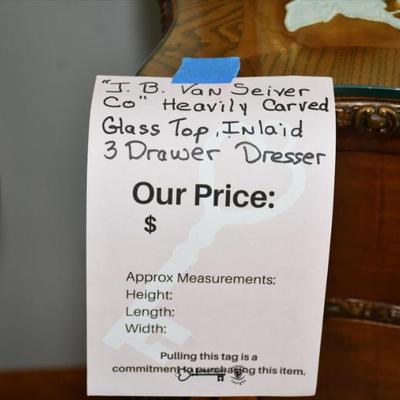 "J. B. Van Seiver
Co" Heavily Carved
Glass Top, Inlaid
3 Drawer Dresser
Our Price:
$
Approx Measurements:
Height:
Length:
Width:
Pulling this tag is a
commitment to purchasing this item.